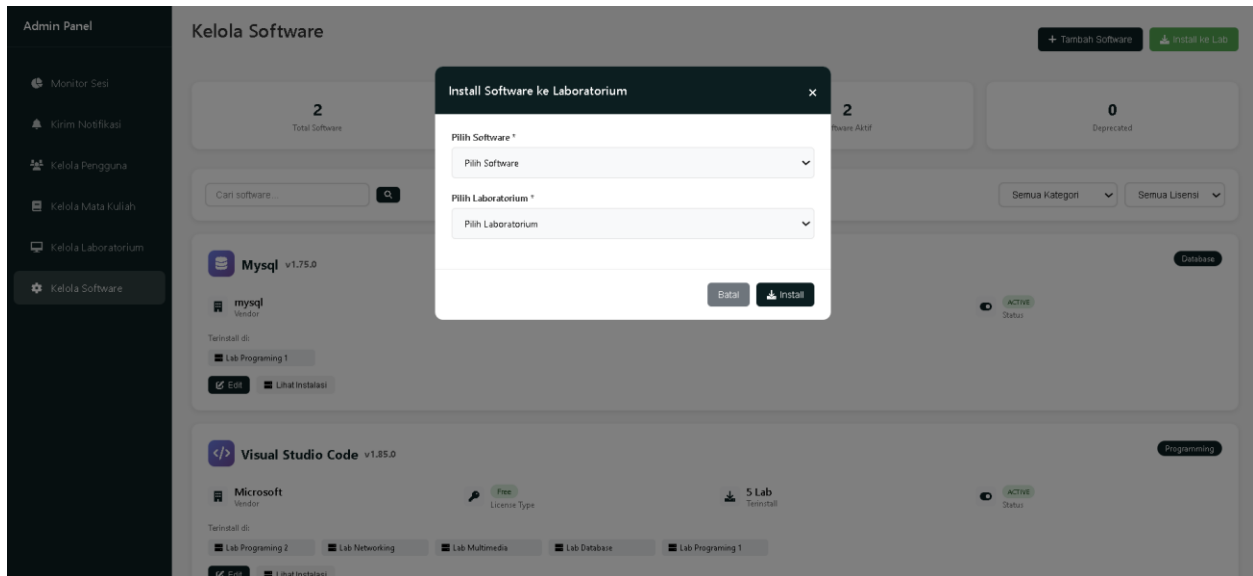 Admin Panel
Monitor Sesi
Kirim Notifikasi
Kelola Pengguna
Kelola Mata Kuliah
Kelola Laboratorium
Kelola Software
Kelola Software
+ Tambah Software
Install ke Lab
2
Total Software
2
ftware Aktif
0
Deprecated
Cari software...
Semua Kategori
Semua Lisensi
Install Software ke Laboratorium
×
Pilih Software *
Pilih Software
Pilih Laboratorium *
Pilih Laboratorium
Batal
Install
Mysql v1.75.0
Database
mysql
Vendor
ACTIVE
Status
Terinstall di:
Lab Programing 1
Edit
Lihat Instalasi
Visual Studio Code v1.85.0
Programming
Microsoft
Vendor
Free
License Type
5 Lab
Terinstall
ACTIVE
Status
Terinstall di:
Lab Programing 2
Lab Networking
Lab Multimedia
Lab Database
Lab Programing 1
Edit
Lihat Instalasi